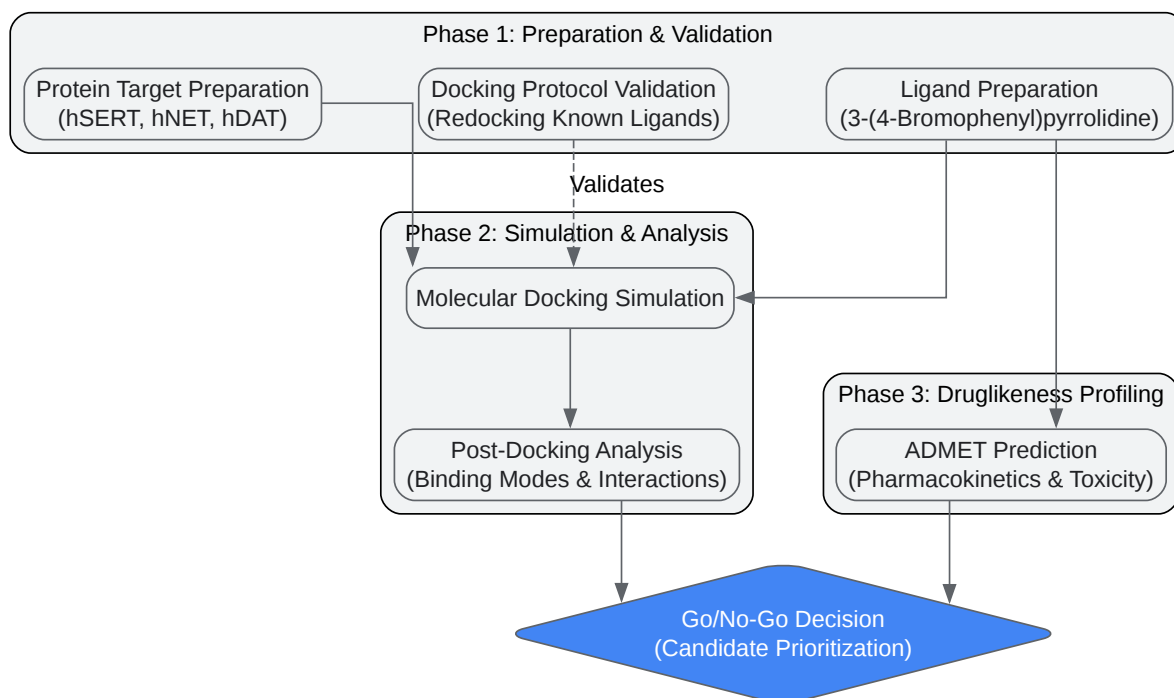 Phase 1: Preparation & Validation
Protein Target Preparation
(hSERT, hNET, hDAT)
Docking Protocol Validation
(Redocking Known Ligands)
Ligand Preparation
(3-(4-Bromophenyl)pyrrolidine)
Validates
Phase 2: Simulation & Analysis
Molecular Docking Simulation
Phase 3: Druglikeness Profiling
Post-Docking Analysis
(Binding Modes & Interactions)
ADMET Prediction
(Pharmacokinetics & Toxicity)
Go/No-Go Decision
(Candidate Prioritization)